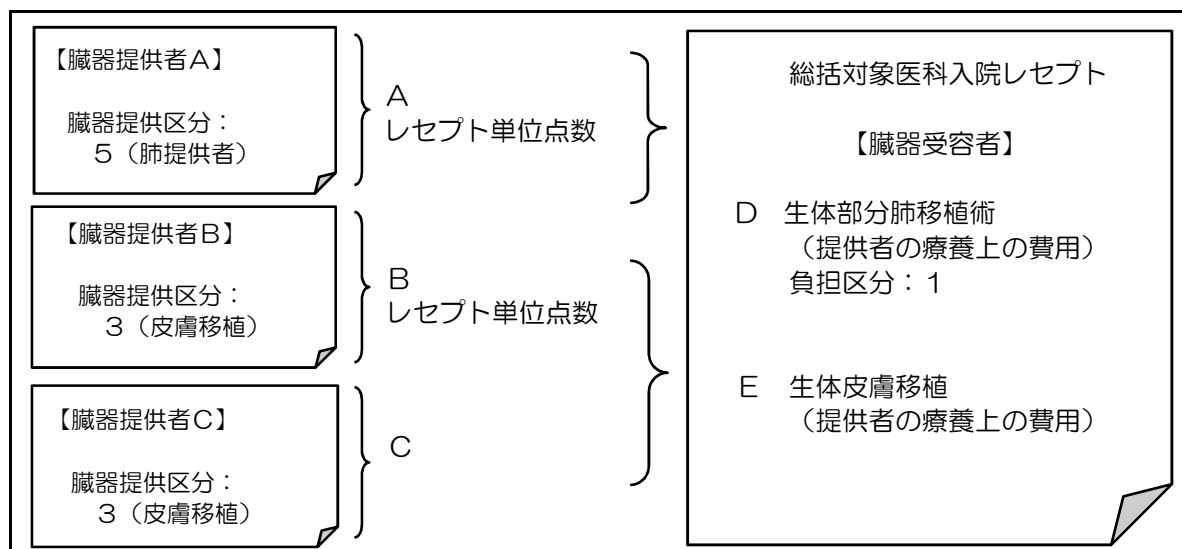 【臓器提供者A】
臓器提供区分：
５（肺提供者）
A
レセプト単位点数
【臓器提供者B】
臓器提供区分：
３（皮膚移植）
B
レセプト単位点数
【臓器提供者C】
臓器提供区分：
３（皮膚移植）
C
総括対象医科入院レセプト
【臓器受容者】
D　生体部分肺移植術
（提供者の療養上の費用）
負担区分：１
E　生体皮膚移植
（提供者の療養上の費用）